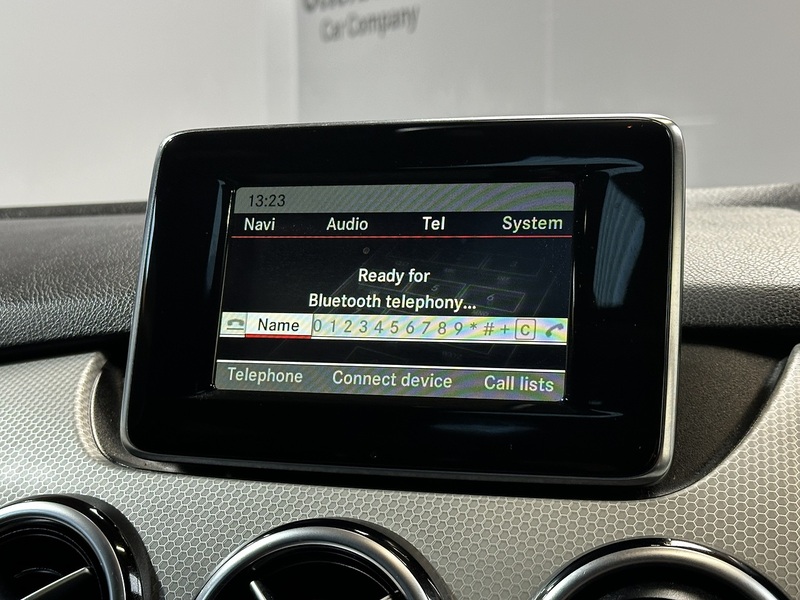 Car Company
13:23
Navi Audio Tel System
Ready for
Bluetooth telephony...
Name 0 1 2 3 4 5 6 7 8 9 * # + C
Telephone Connect device Call lists